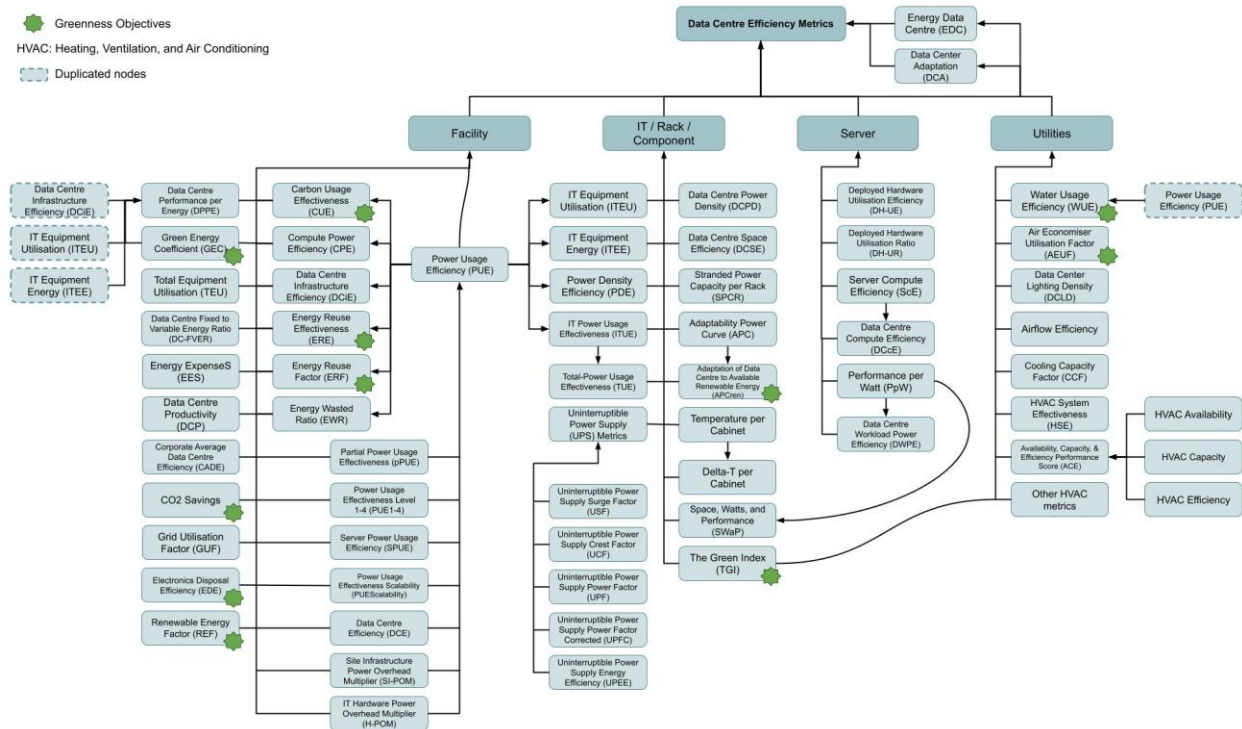 Greenness Objectives
HVAC: Heating, Ventilation, and Air Conditioning
Duplicated nodes
Data Centre Efficiency Metrics
Energy Data
Centre (EDC)
Data Center
Adaptation
(DCA)
Facility
IT / Rack /
Component
Server
Utilities
Data Centre
Infrastructure
Efficiency (DCiE)
IT Equipment
Utilisation (ITEU)
IT Equipment
Energy (ITEE)
Data Centre
Performance per
Energy (DPPE)
Green Energy
Coefficient (GEC)
Total Equipment
Utilisation (TEU)
Data Centre Fixed to
Variable Energy Ratio
(DC-FVER)
Energy ExpenseS
(EES)
Data Centre
Productivity
(DCP)
Corporate Average
Data Centre
Efficiency (CADE)
CO2 Savings
Grid Utilisation
Factor (GUF)
Electronics Disposal
Efficiency (EDE)
Renewable Energy
Factor (REF)
Carbon Usage
Effectiveness
(CUE)
Compute Power
Efficiency (CPE)
Data Centre
Infrastructure
Efficiency (DCiE)
Energy Reuse
Effectiveness
(ERE)
Energy Reuse
Factor (ERF)
Energy Wasted
Ratio (EWR)
Partial Power Usage
Effectiveness (pPUE)
Power Usage
Effectiveness Level
1-4 (PUE1-4)
Server Power Usage
Efficiency (SPUE)
Power Usage
Effectiveness Scalability
(PUEScalability)
Data Centre
Efficiency (DCE)
Site Infrastructure
Power Overhead
Multiplier (SI-POM)
IT Hardware Power
Overhead Multiplier
(H-POM)
Power Usage
Efficiency (PUE)
IT Equipment
Utilisation (ITEU)
IT Equipment
Energy (ITEE)
Power Density
Efficiency (PDE)
IT Power Usage
Effectiveness (ITUE)
Total-Power Usage
Effectiveness (TUE)
Uninterruptible
Power Supply
(UPS) Metrics
Uninterruptible Power
Supply Surge Factor
(USF)
Uninterruptible Power
Supply Crest Factor
(UCF)
Uninterruptible Power
Supply Power Factor
(UPF)
Uninterruptible Power
Supply Power Factor
Corrected (UPFC)
Uninterruptible Power
Supply Energy
Efficiency (UPEE)
Data Centre Power
Density (DCPD)
Data Centre Space
Efficiency (DCSE)
Stranded Power
Capacity per Rack
(SPCR)
Adaptability Power
Curve (APC)
Adaptation of Data
Centre to Available
Renewable Energy
(APCren)
Temperature per
Cabinet
Delta-T per
Cabinet
Space, Watts, and
Performance
(SWaP)
The Green Index
(TGI)
Deployed Hardware
Utilisation Efficiency
(DH-UE)
Deployed Hardware
Utilisation Ratio
(DH-UR)
Server Compute
Efficiency (ScE)
Data Centre
Compute Efficiency
(DCcE)
Performance per
Watt (PpW)
Data Centre
Workload Power
Efficiency (DWPE)
Water Usage
Efficiency (WUE)
Air Economiser
Utilisation Factor
(AEUF)
Data Center
Lighting Density
(DCLD)
Airflow Efficiency
Cooling Capacity
Factor (CCF)
HVAC System
Effectiveness
(HSE)
Availability, Capacity, &
Efficiency Performance
Score (ACE)
Other HVAC
metrics
Power Usage
Efficiency (PUE)
HVAC Availability
HVAC Capacity
HVAC Efficiency